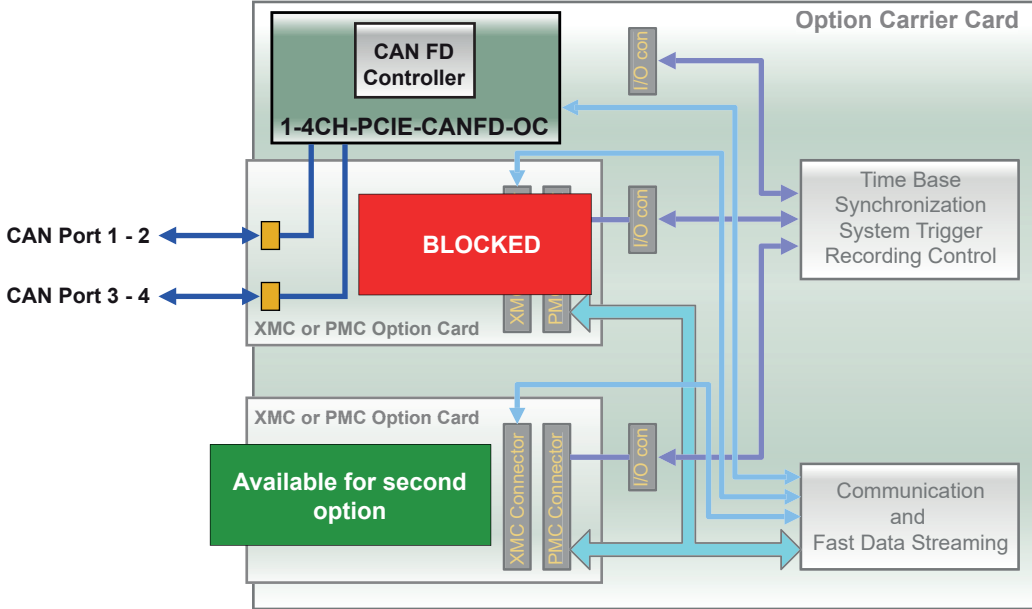 Option Carrier Card
CAN FD
Controller
1-4CH-PCIE-CANFD-OC
I/O con
Time Base
Synchronization
System Trigger
Recording Control
CAN Port 1 - 2
CAN Port 3 - 4
BLOCKED
XM
PM
I/O con
XMC or PMC Option Card
XMC or PMC Option Card
Available for second
option
XMC Connector
PMC Connector
I/O con
Communication
and
Fast Data Streaming